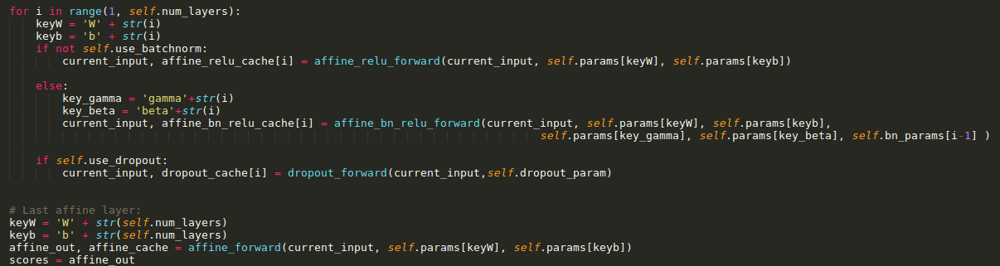 for i in range(1, self.num_layers):
    keyW = 'W' + str(i)
    keyb = 'b' + str(i)
    if not self.use_batchnorm:
        current_input, affine_relu_cache[i] = affine_relu_forward(current_input, self.params[keyW], self.params[keyb])
    else:
        key_gamma = 'gamma'+str(i)
        key_beta = 'beta'+str(i)
        current_input, affine_bn_relu_cache[i] = affine_bn_relu_forward(current_input, self.params[keyW], self.params[keyb],
                                                                                self.params[key_gamma], self.params[key_beta], self.bn_params[i-1] )
    if self.use_dropout:
        current_input, dropout_cache[i] = dropout_forward(current_input,self.dropout_param)
# Last affine layer:
keyW = 'W' + str(self.num_layers)
keyb = 'b' + str(self.num_layers)
affine_out, affine_cache = affine_forward(current_input, self.params[keyW], self.params[keyb])
scores = affine_out